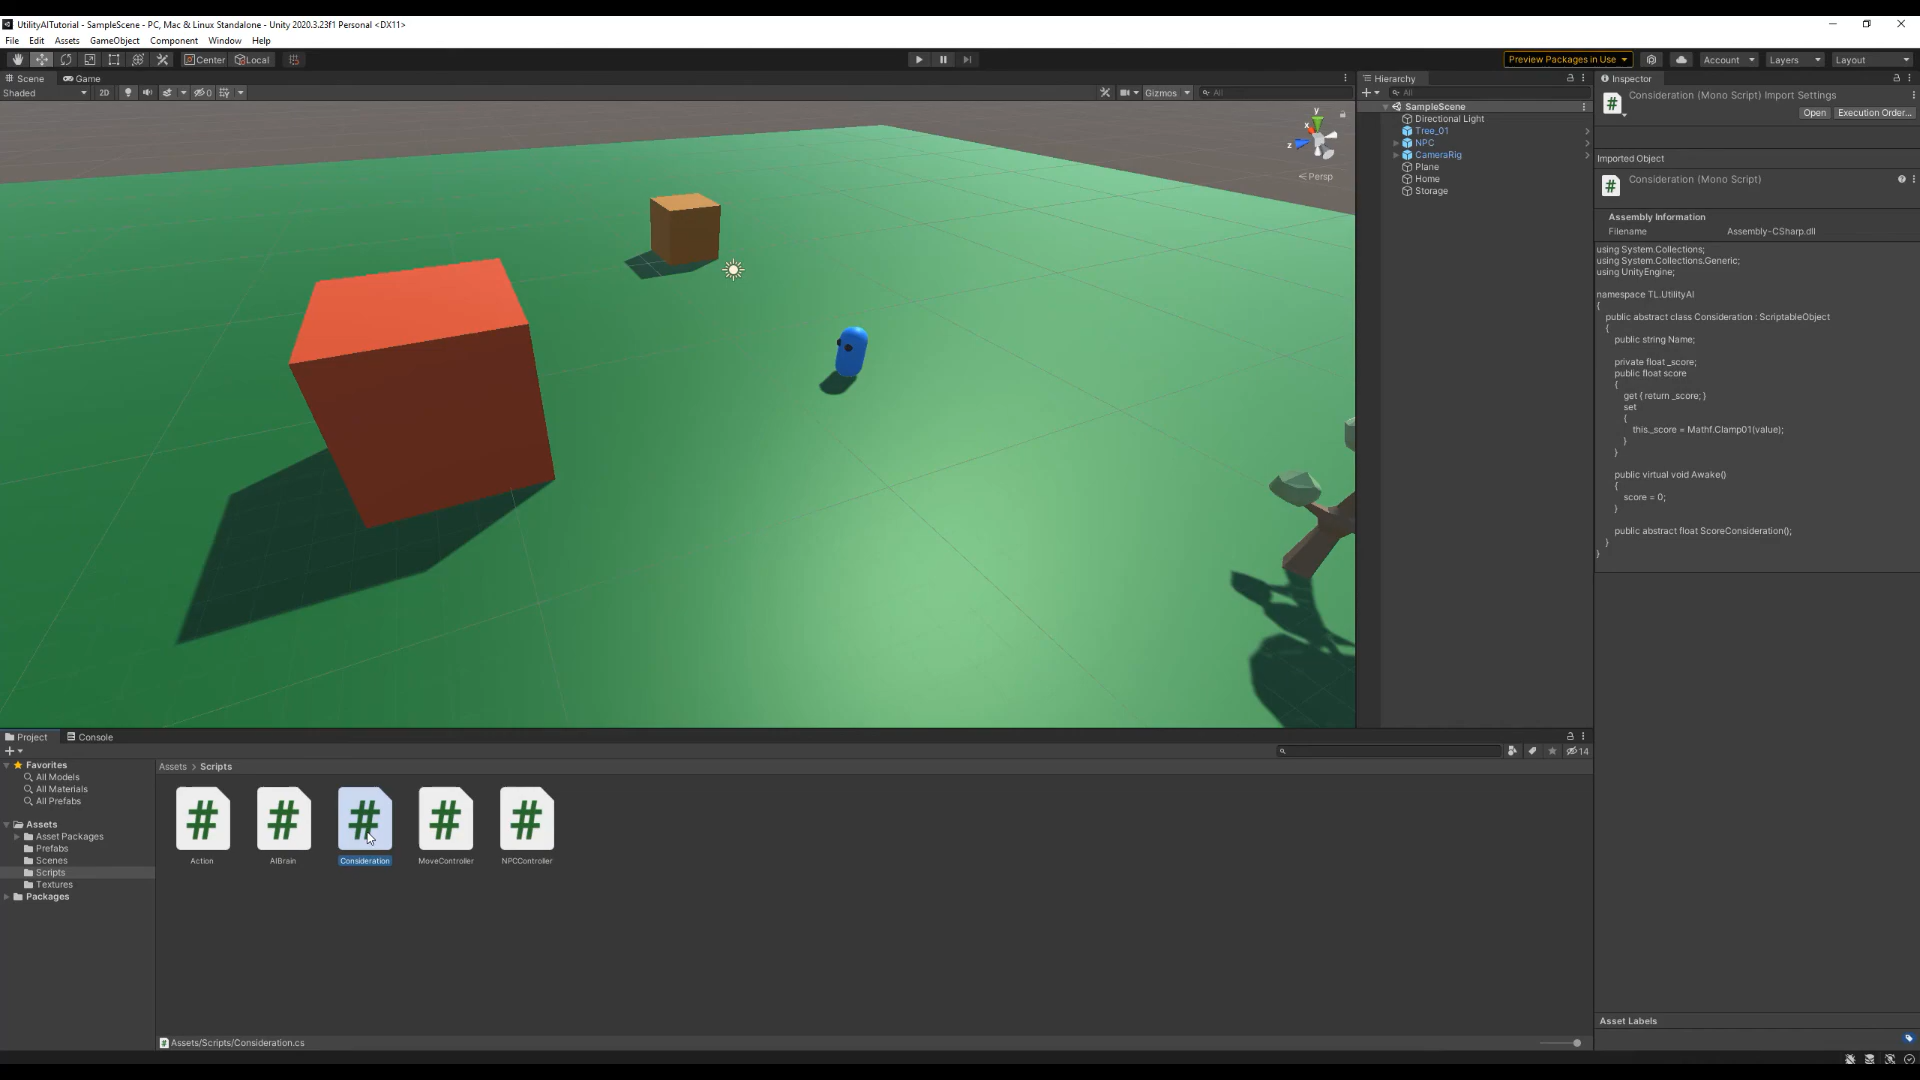 UtilityAITutorial - SampleScene - PC, Mac & Linux Standalone - Unity 2020.3.23f1 Personal <DX11>
File Edit Assets GameObject Component Window Help
Center Local
Preview Packages in Use
Account
Layers
Layout
Scene Game
Shaded
2D
0
Gizmos
All
y
x
z
Persp
Hierarchy
All
SampleScene
Directional Light
Tree_01
NPC
CameraRig
Plane
Home
Storage
Inspector
Consideration (Mono Script) Import Settings
Open Execution Order...
Imported Object
Consideration (Mono Script)
Assembly Information
Filename Assembly-CSharp.dll
using System.Collections;
using System.Collections.Generic;
using UnityEngine;
namespace TL.UtilityAI
{
public abstract class Consideration : ScriptableObject
{
public string Name;
private float _score;
public float score
{
get { return _score; }
set
{
this._score = Mathf.Clamp01(value);
}
}
public virtual void Awake()
{
score = 0;
}
public abstract float ScoreConsideration();
}
}
Asset Labels
Project Console
14
Favorites
All Models
All Materials
All Prefabs
Assets
Asset Packages
Prefabs
Scenes
Scripts
Textures
Packages
Assets > Scripts
# # # # #
Action AIBrain Consideration MoveController NPCController
Assets/Scripts/Consideration.cs